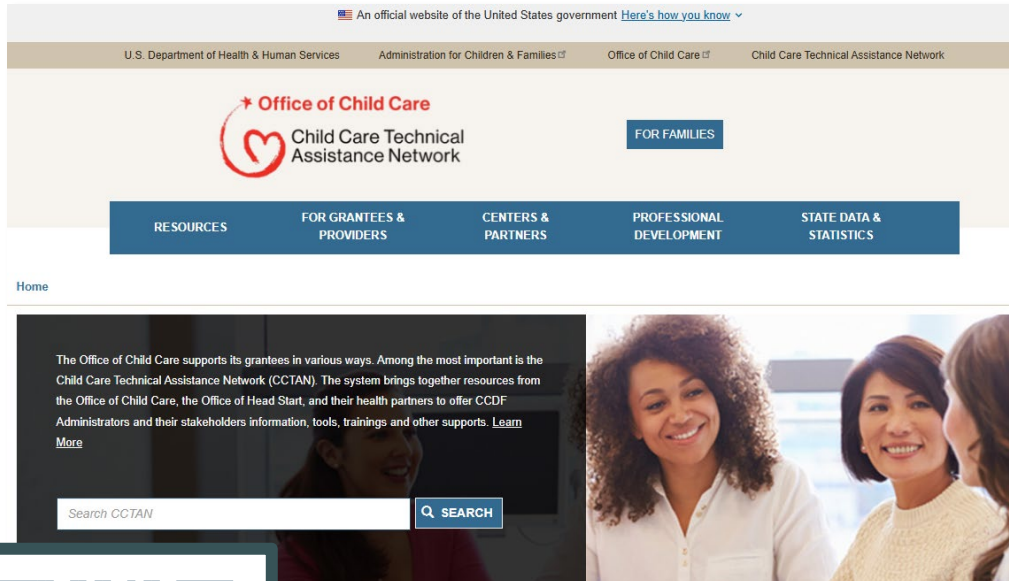 An official website of the United States government Here's how you know
U.S. Department of Health & Human Services Administration for Children & Families Office of Child Care Child Care Technical Assistance Network
Office of Child Care
Child Care Technical
Assistance Network
FOR FAMILIES
RESOURCES
FOR GRANTEES &
PROVIDERS
CENTERS &
PARTNERS
PROFESSIONAL
DEVELOPMENT
STATE DATA &
STATISTICS
Home
The Office of Child Care supports its grantees in various ways. Among the most important is the
Child Care Technical Assistance Network (CCTAN). The system brings together resources from
the Office of Child Care, the Office of Head Start, and their health partners to offer CCDF
Administrators and their stakeholders information, tools, trainings and other supports. Learn
More
Search CCTAN
SEARCH